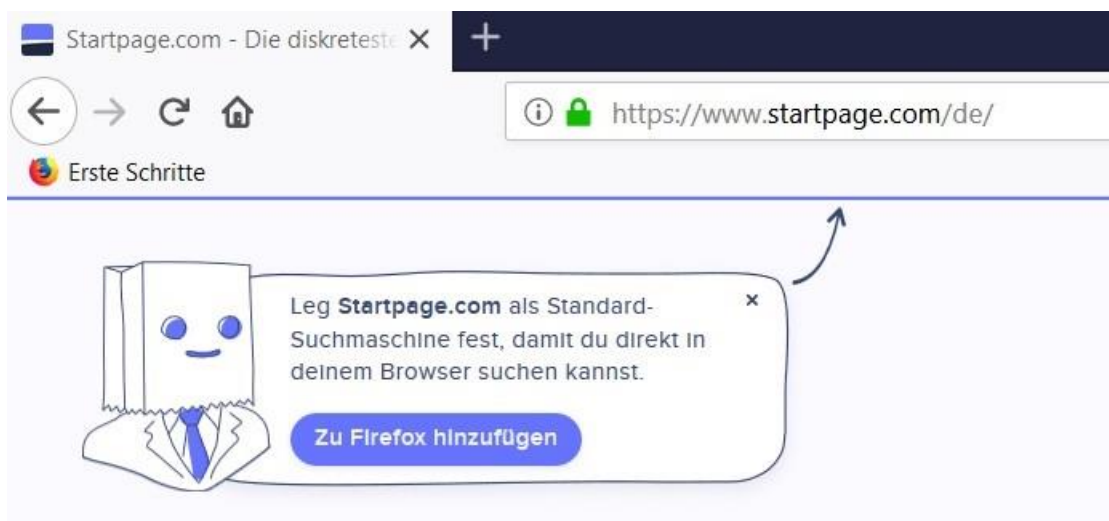 Startpage.com - Die diskreteste
https://www.startpage.com/de/
Erste Schritte
Leg Startpage.com als Standard-
Suchmaschine fest, damit du direkt in
deinem Browser suchen kannst.
Zu Firefox hinzufügen